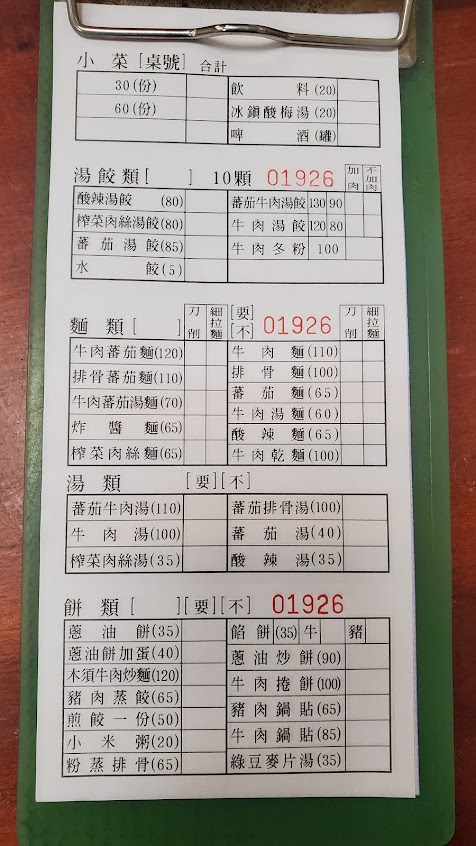 小菜[桌號] 合計
30(份) 飲料(20)
60(份) 冰鎮酸梅湯(20)
啤酒(罐)
湯餃類[ ] 10顆 01926 加肉 不加肉
酸辣湯餃(80) 蕃茄牛肉湯餃 130 90
榨菜肉絲湯餃(80) 牛肉湯餃 120 80
蕃茄湯餃(85) 牛肉冬粉 100
水餃(5)
麵類[ ] 刀削 細拉麵 [要][不] 01926 刀削 細拉麵
牛肉蕃茄麵(120) 牛肉麵(110)
排骨蕃茄麵(110) 排骨麵(100)
牛肉蕃茄湯麵(70) 蕃茄麵(65)
炸醬麵(65) 牛肉湯麵(60)
榨菜肉絲麵(65) 酸辣麵(65)
牛肉乾麵(100)
湯類 [要][不]
蕃茄牛肉湯(110) 蕃茄排骨湯(100)
牛肉湯(100) 蕃茄湯(40)
榨菜肉絲湯(35) 酸辣湯(35)
餅類[ ][要][不] 01926
蔥油餅(35) 餡餅(35) 牛 豬
蔥油餅加蛋(40) 蔥油炒餅(90)
木須牛肉炒麵(120) 牛肉捲餅(100)
豬肉蒸餃(65) 豬肉鍋貼(65)
煎餃一份(50) 牛肉鍋貼(85)
小米粥(20) 綠豆麥片湯(35)
粉蒸排骨(65)